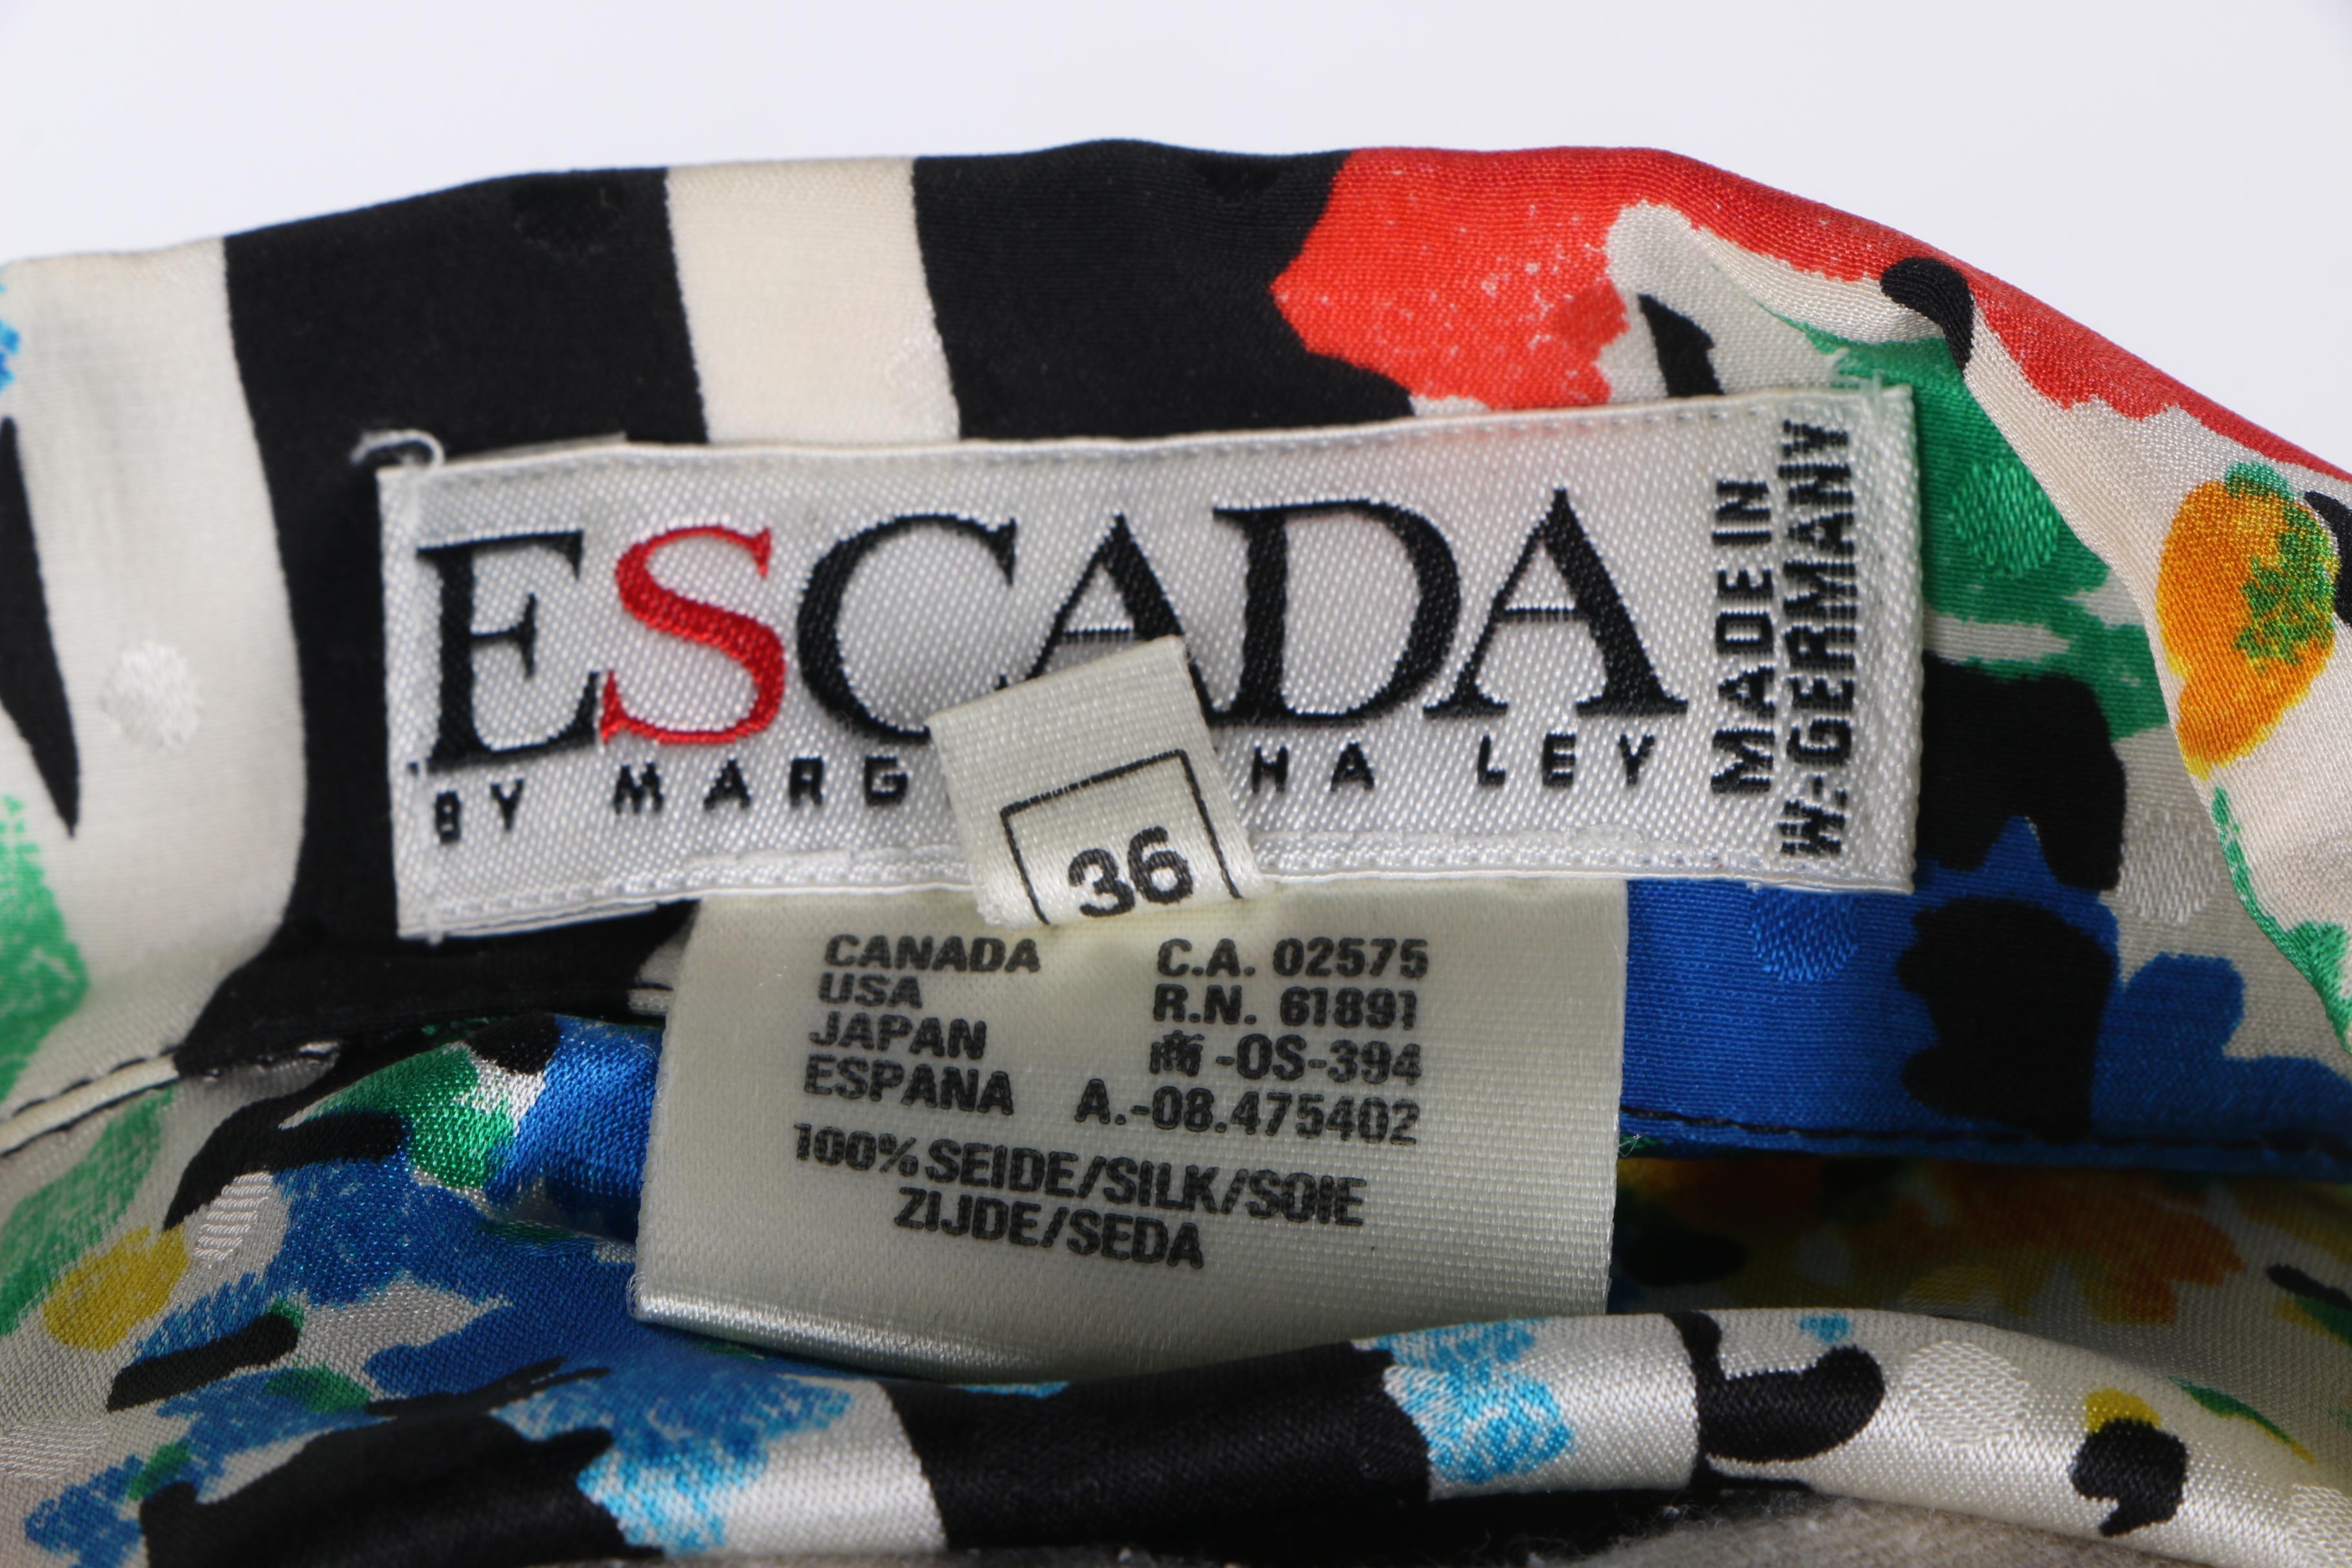 ESCADA
BY MARG HA LEY
MADE IN
W.-GERMANY
36
CANADA C.A. 02575
USA R.N. 61891
JAPAN 商-OS-394
ESPANA A.-08.475402
100% SEIDE/SILK/SOIE
ZIJDE/SEDA